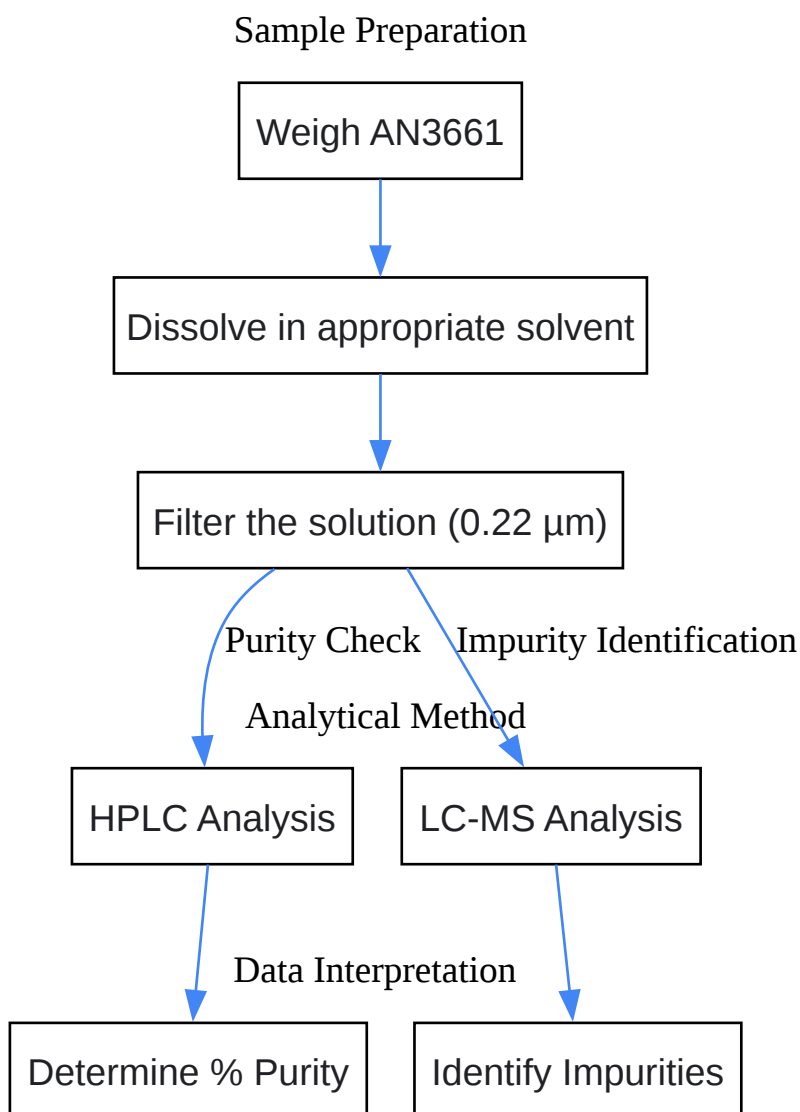 Sample Preparation
Weigh AN3661
Dissolve in appropriate solvent
Filter the solution (0.22 µm)
Purity Check
Impurity Identification
Analytical Method
HPLC Analysis
LC-MS Analysis
Data Interpretation
Determine % Purity
Identify Impurities